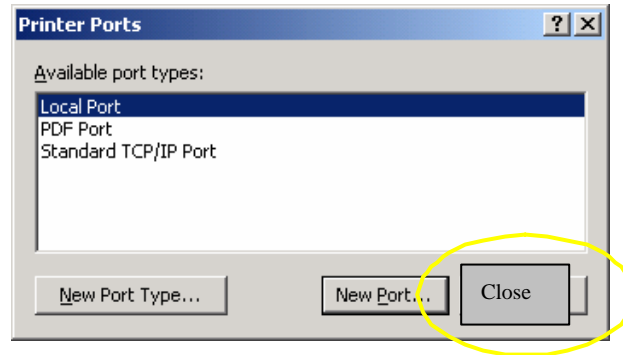 Printer Ports
Available port types:
Local Port
PDF Port
Standard TCP/IP Port
New Port Type... New Port... Close